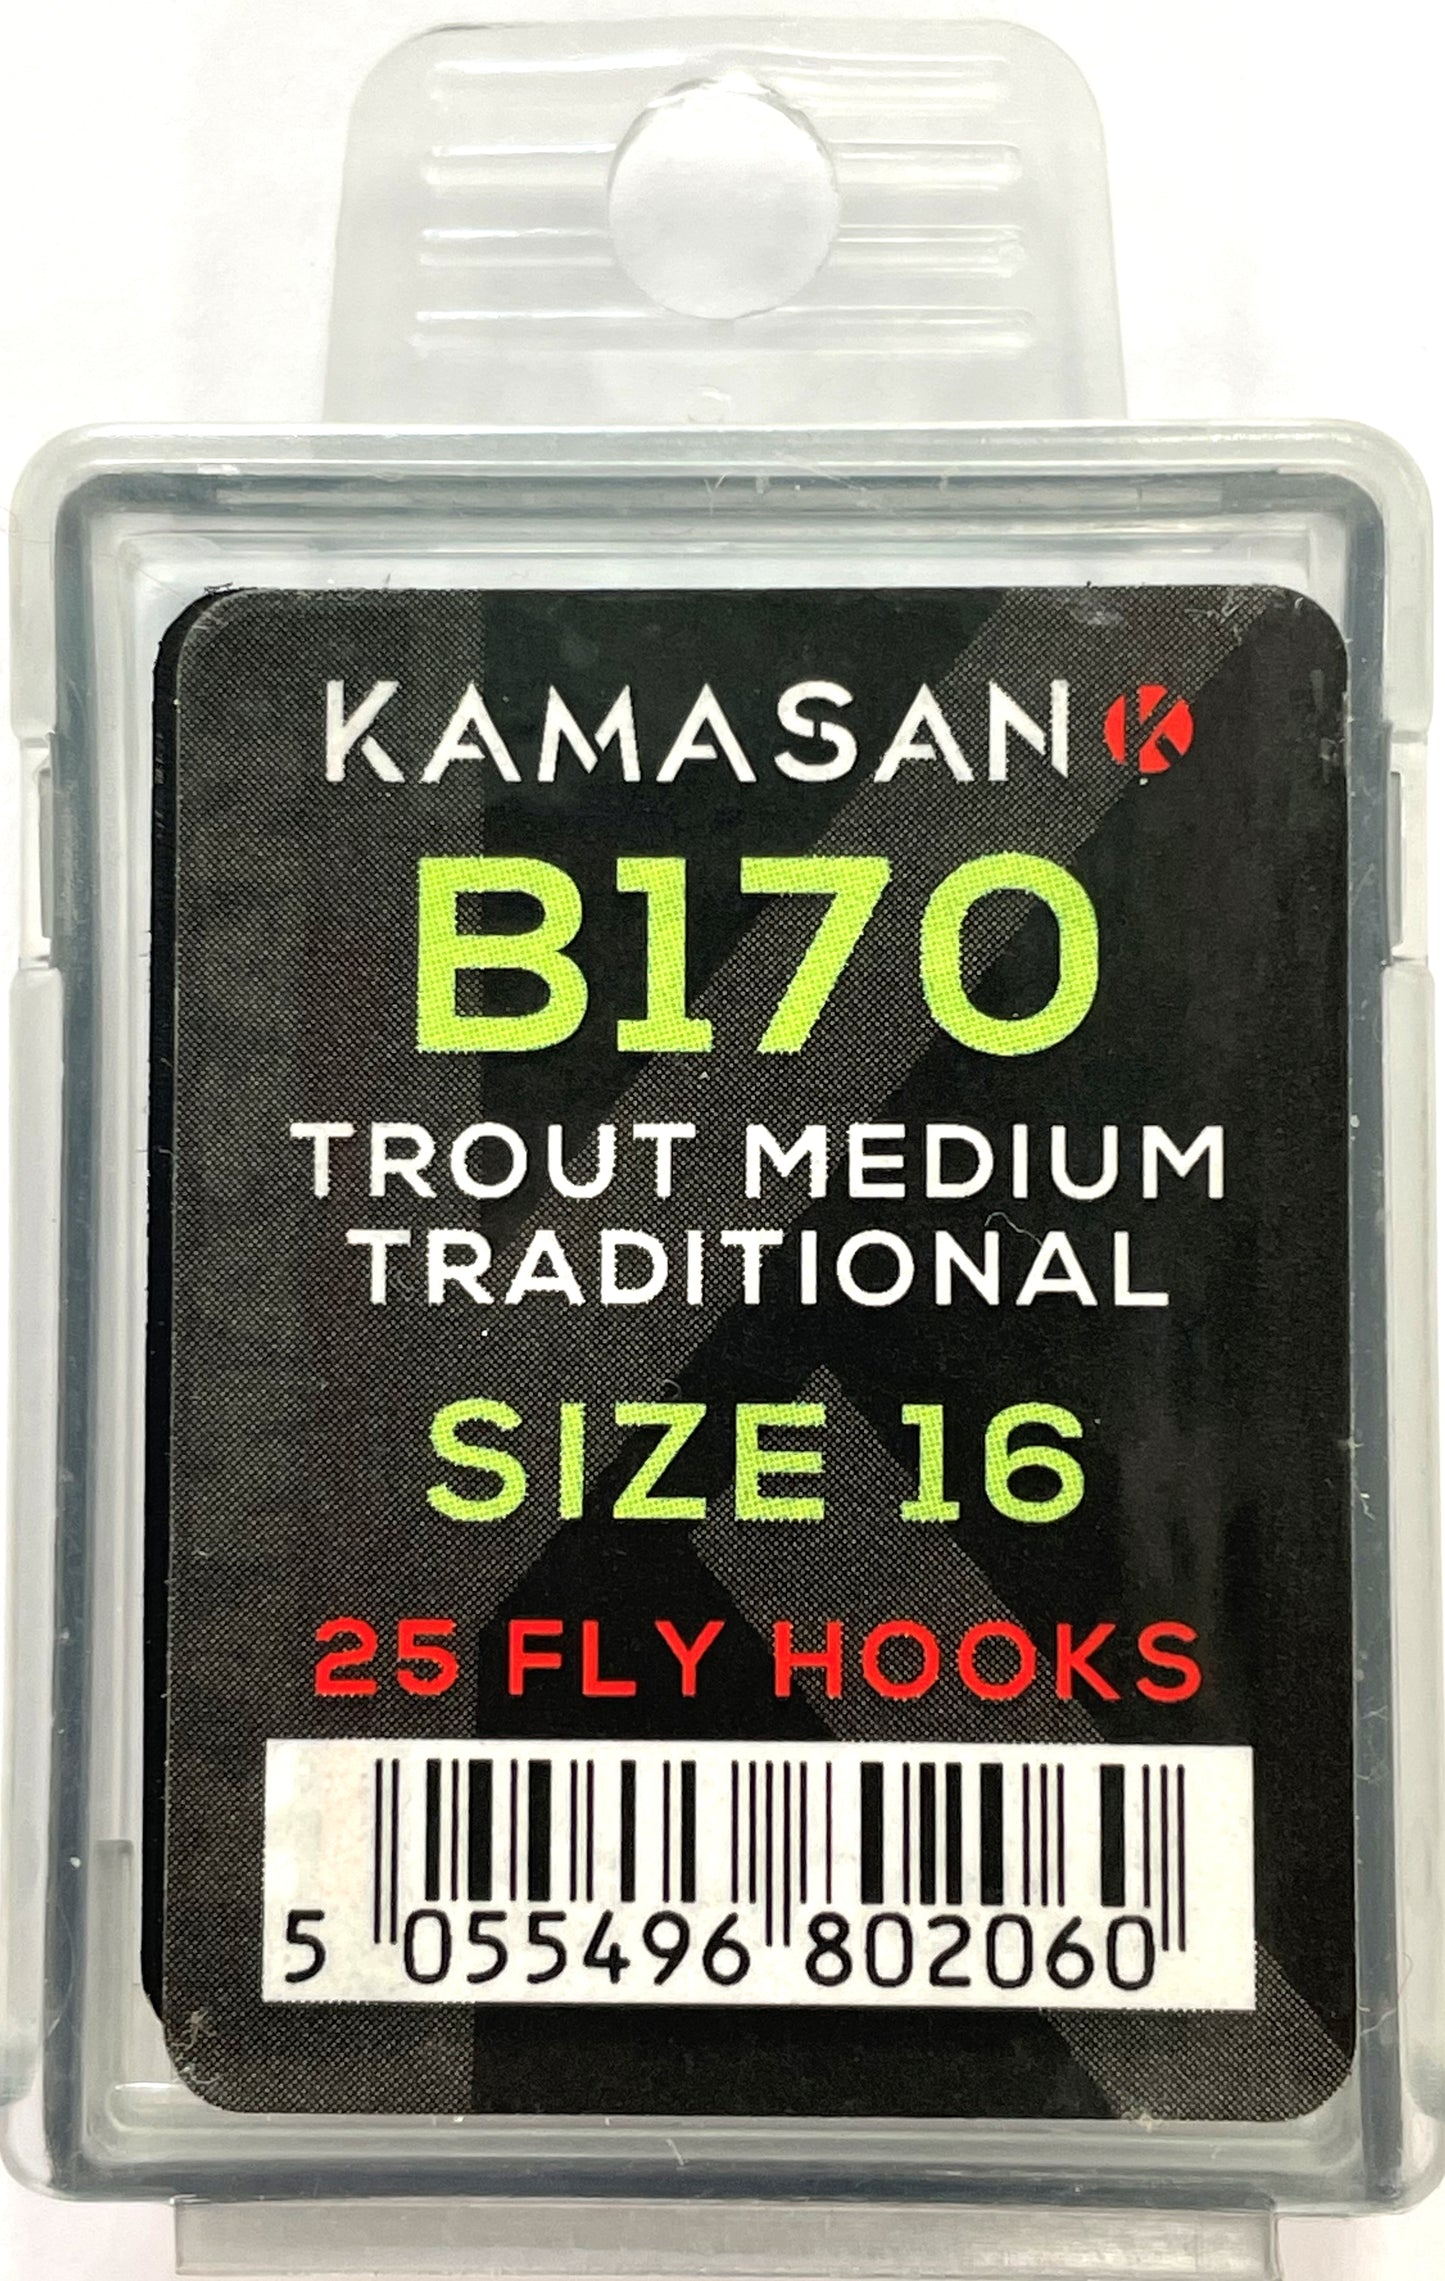 KAMASAN
B170
TROUT MEDIUM
TRADITIONAL
SIZE 16
25 FLY HOOKS
5 055496 802060